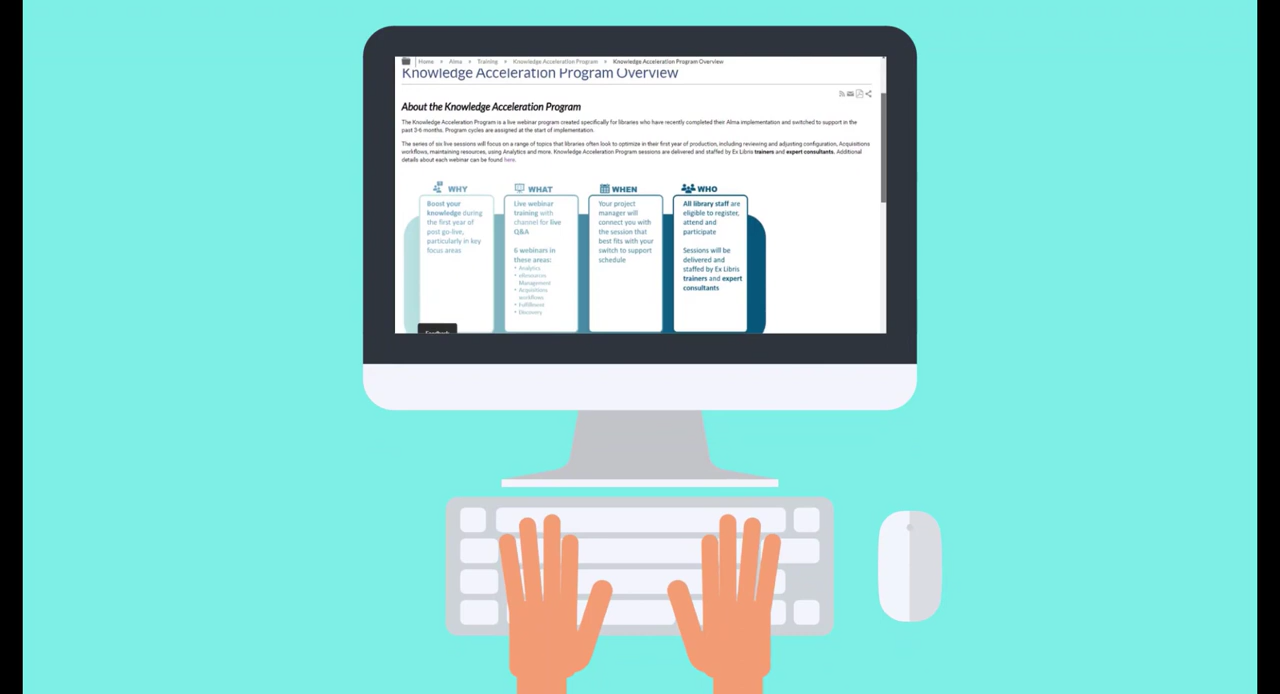 Home > Alma > Training > Knowledge Acceleration Program > Knowledge Acceleration Program Overview
Knowledge Acceleration Program Overview
About the Knowledge Acceleration Program
The Knowledge Acceleration Program is a live webinar program created specifically for libraries who have recently completed their Alma implementation and switched to support in the
past 2-6 months. Program cycles are assigned at the start of implementation.
The series of six live sessions will focus on a range of topics that libraries often look to optimize in their first year of production, including reviewing and adjusting configuration, Acquisitions
workflows, maintaining resources, using Analytics and more. Knowledge Acceleration Program sessions are delivered and staffed by Ex Libris trainers and expert consultants. Additional
details about each webinar can be found here.
WHY
Boost your
knowledge during
the first year of
post go-live,
particularly in key
focus areas
WHAT
Live webinar
training with
channel for live
Q&A
6 webinars in
these areas:
• Analytics
• eResource
Management
• Acquisitions
workflows
• Fulfillment
• Discovery
WHEN
Your project
manager will
connect you with
the session that
best fits with your
switch to support
schedule
WHO
All library staff are
eligible to register,
attend and
participate
Sessions will be
delivered and
staffed by Ex Libris
trainers and expert
consultants